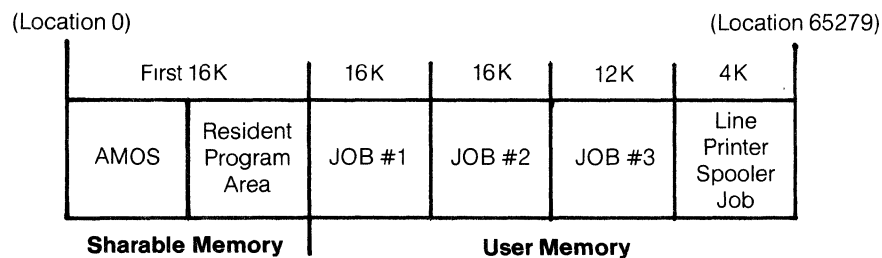 (Location 0) (Location 65279)
First 16K 16K 16K 12K 4K
AMOS
Resident
Program
Area
JOB #1
JOB #2
JOB #3
Line
Printer
Spooler
Job
Sharable Memory User Memory